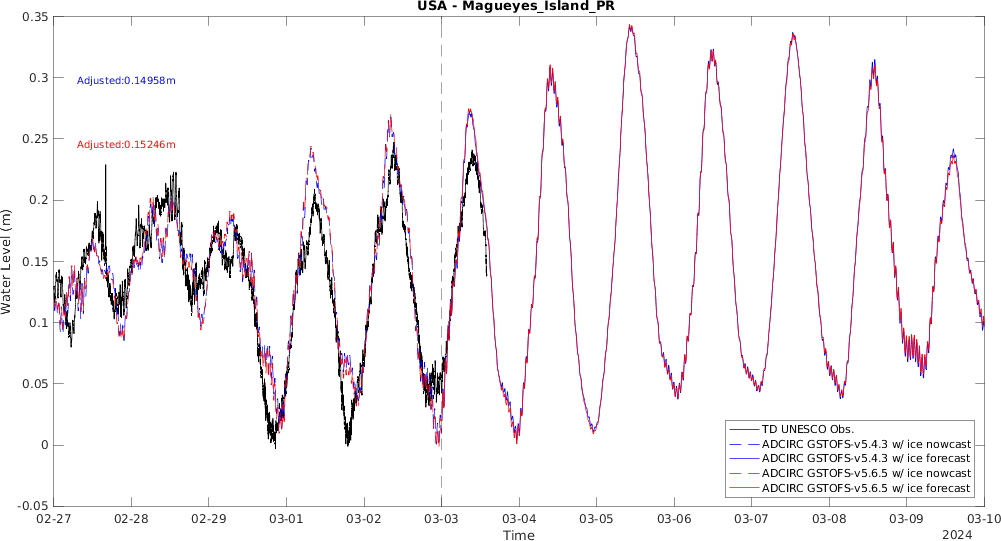 USA - Magueyes_Island_PR
0.35
0.3
0.25
0.2
0.15
0.1
0.05
0
-0.05
Water Level (m)
Adjusted:0.14958m
Adjusted:0.15246m
TD UNESCO Obs.
ADCIRC GSTOFS-v5.4.3 w/ ice nowcast
ADCIRC GSTOFS-v5.4.3 w/ ice forecast
ADCIRC GSTOFS-v5.6.5 w/ ice nowcast
ADCIRC GSTOFS-v5.6.5 w/ ice forecast
02-27 02-28 02-29 03-01 03-02 03-03 03-04 03-05 03-06 03-07 03-08 03-09 03-10
Time
2024